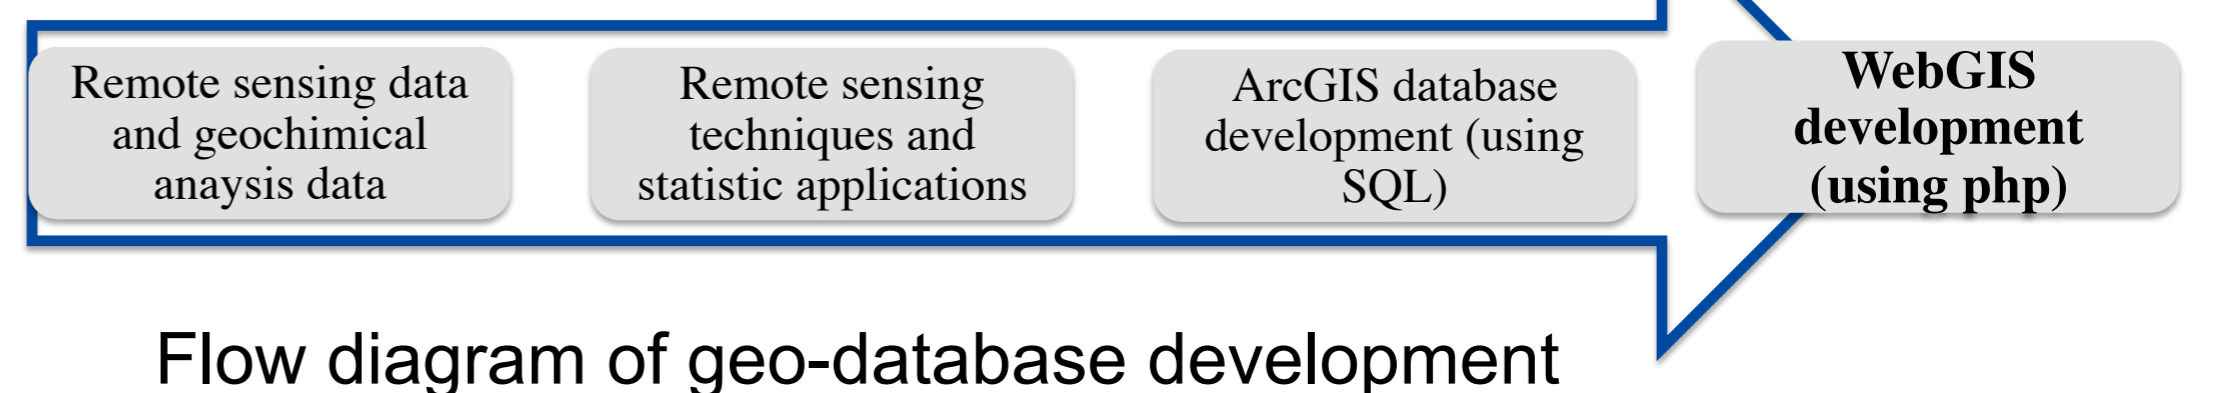 Remote sensing data
and geochimical
anaysis data
Remote sensing
techniques and
statistic applications
ArcGIS database
development (using
SQL)
WebGIS
development
(using php)
Flow diagram of geo-database development